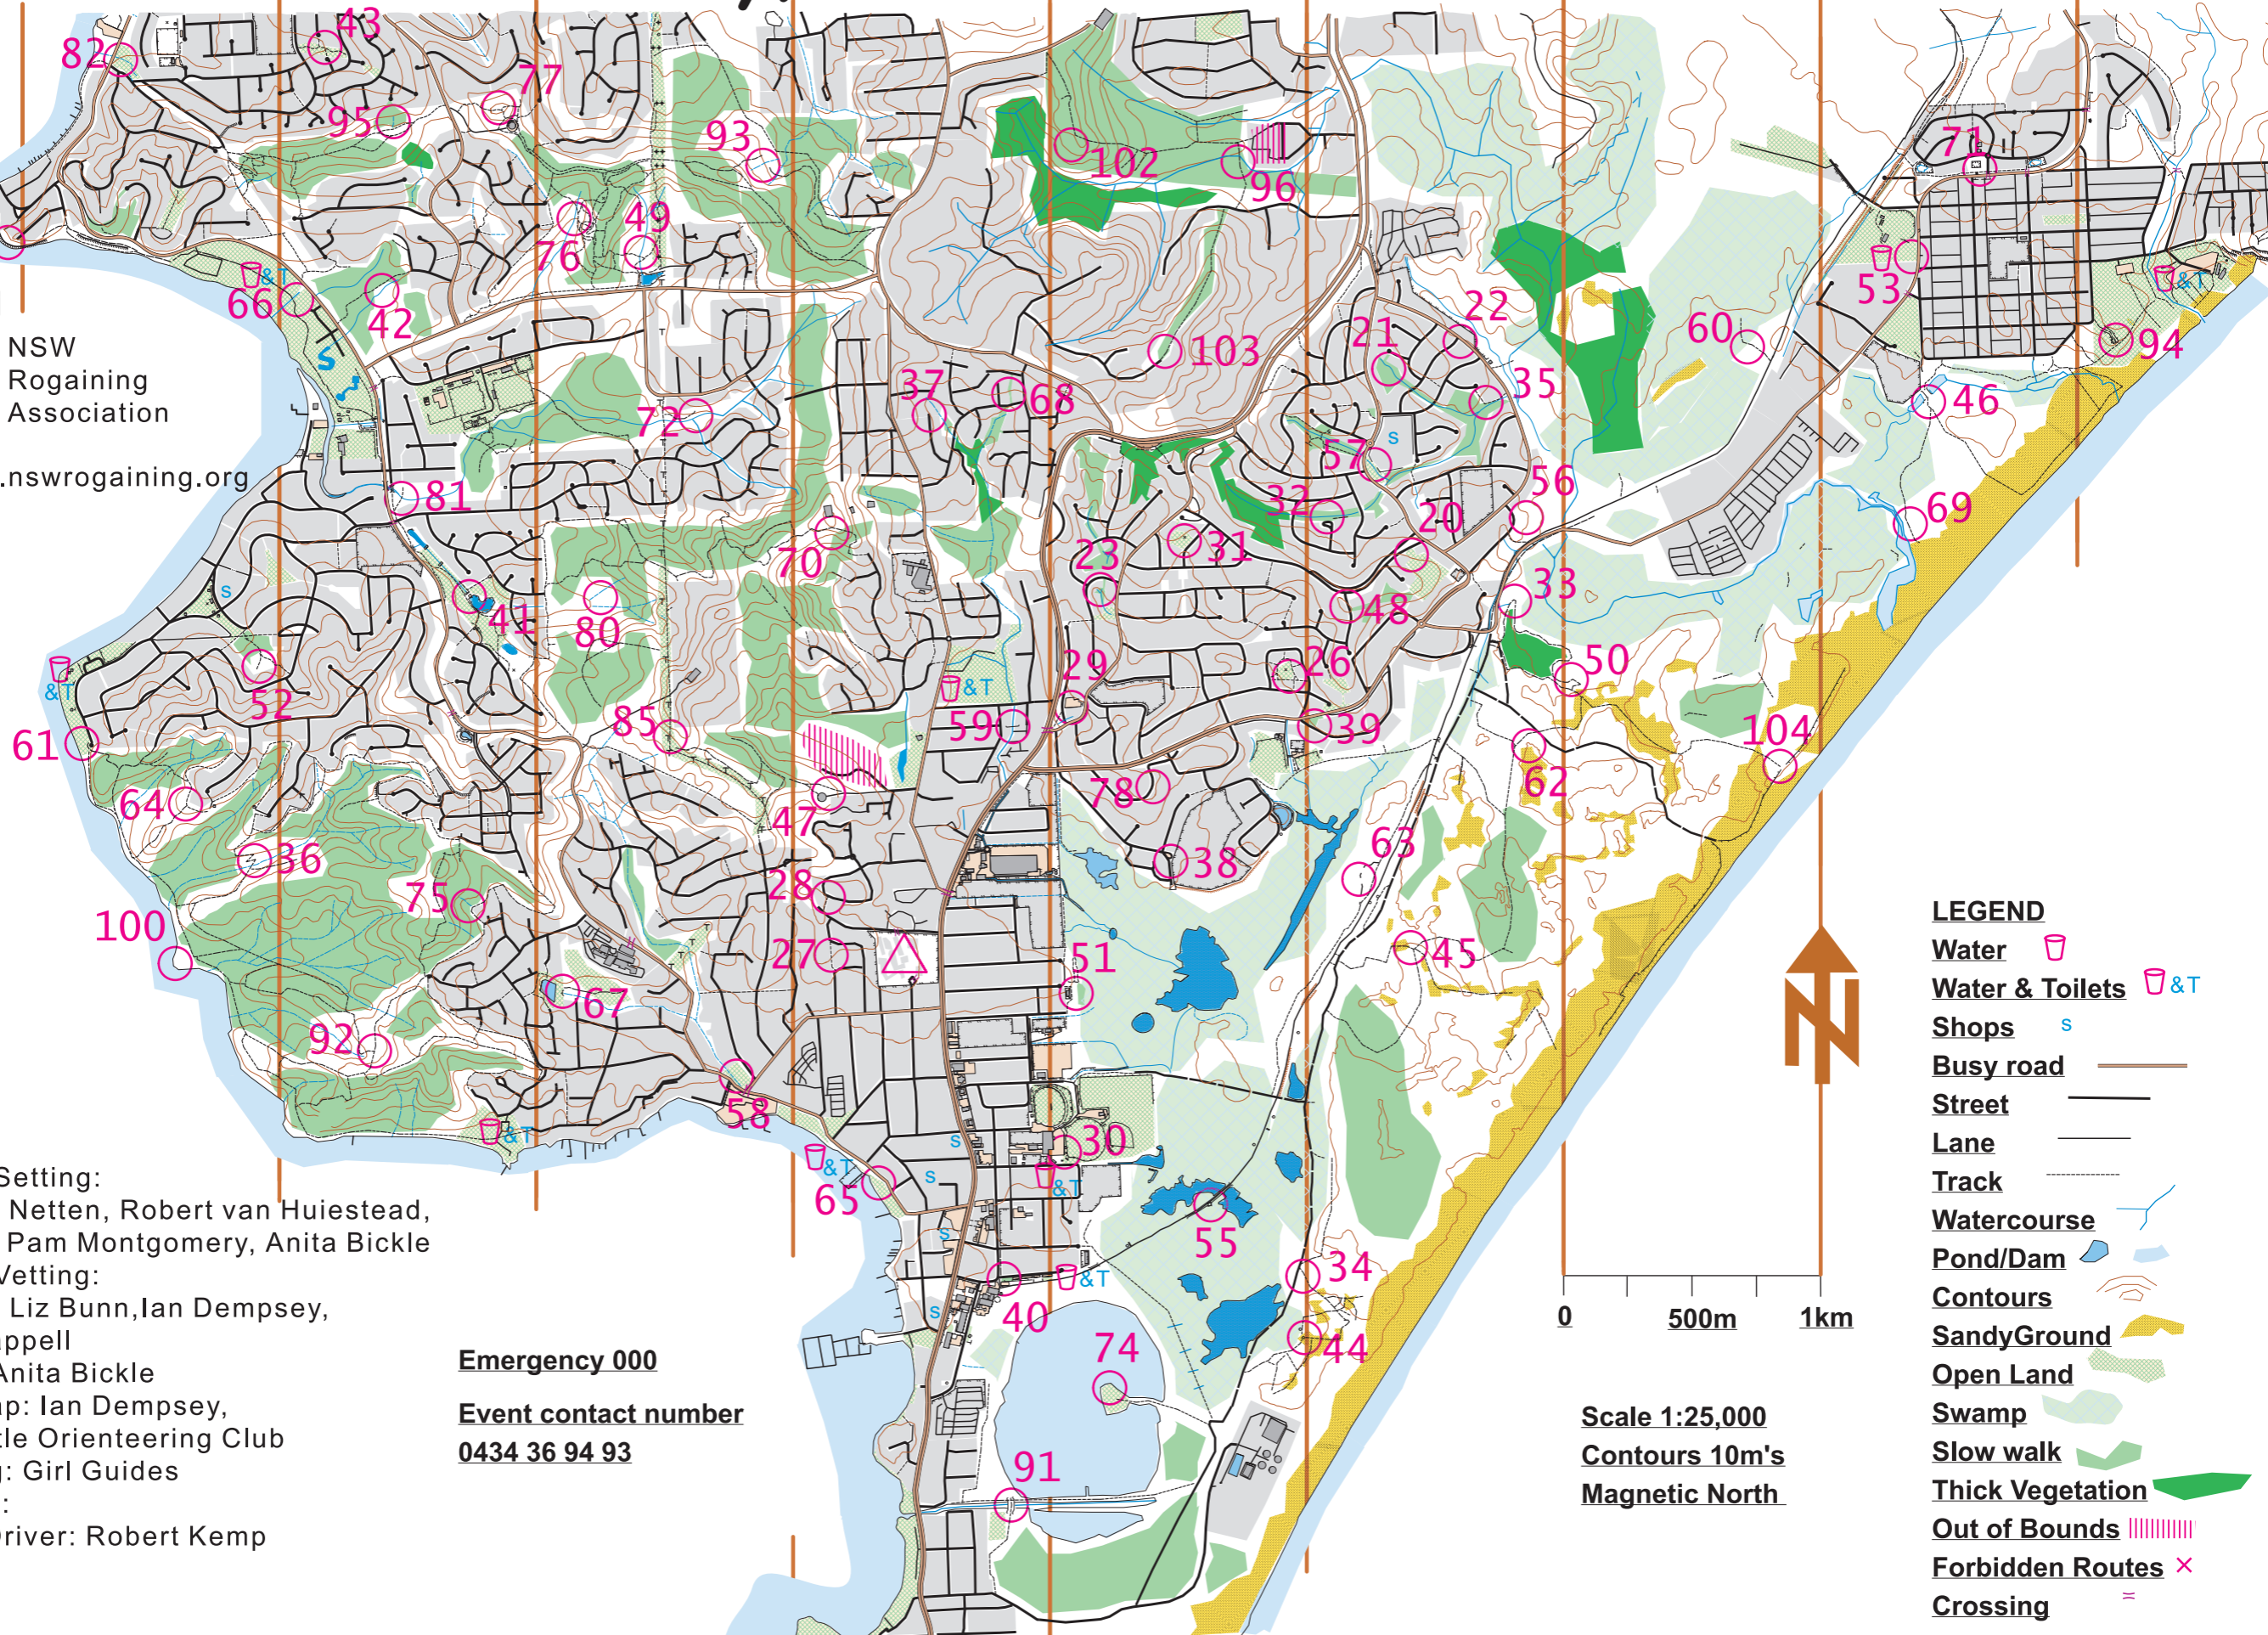 82
43
95
77
93
102
96
71
76
49
66
&T
42
53
&T
94
NSW
Rogaining
Association
.nswrogaining.org
72
37
68
103
21
22
35
60
46
81
S
57
56
69
32
20
31
23
70
33
S
41
80
48
&T
52
29
26
50
&T
61
85
59
39
104
64
47
78
62
36
28
38
63
75
100
27
51
45
67
92
58
&T
S
30
&T
65
S
&T
S
55
34
40
&T
S
44
74
91
LEGEND
Water
Water & Toilets &T
Shops S
Busy road
Street
Lane
Track
Watercourse
Pond/Dam
Contours
SandyGround
Open Land
Swamp
Slow walk
Thick Vegetation
Out of Bounds
Forbidden Routes
Crossing
N
0 500m 1km
Scale 1:25,000
Contours 10m's
Magnetic North
Setting:
Netten, Robert van Huiestead,
Pam Montgomery, Anita Bickle
Vetting:
Liz Bunn,Ian Dempsey,
appell
Anita Bickle
ap: Ian Dempsey,
tle Orienteering Club
g: Girl Guides
:
Driver: Robert Kemp
Emergency 000
Event contact number
0434 36 94 93